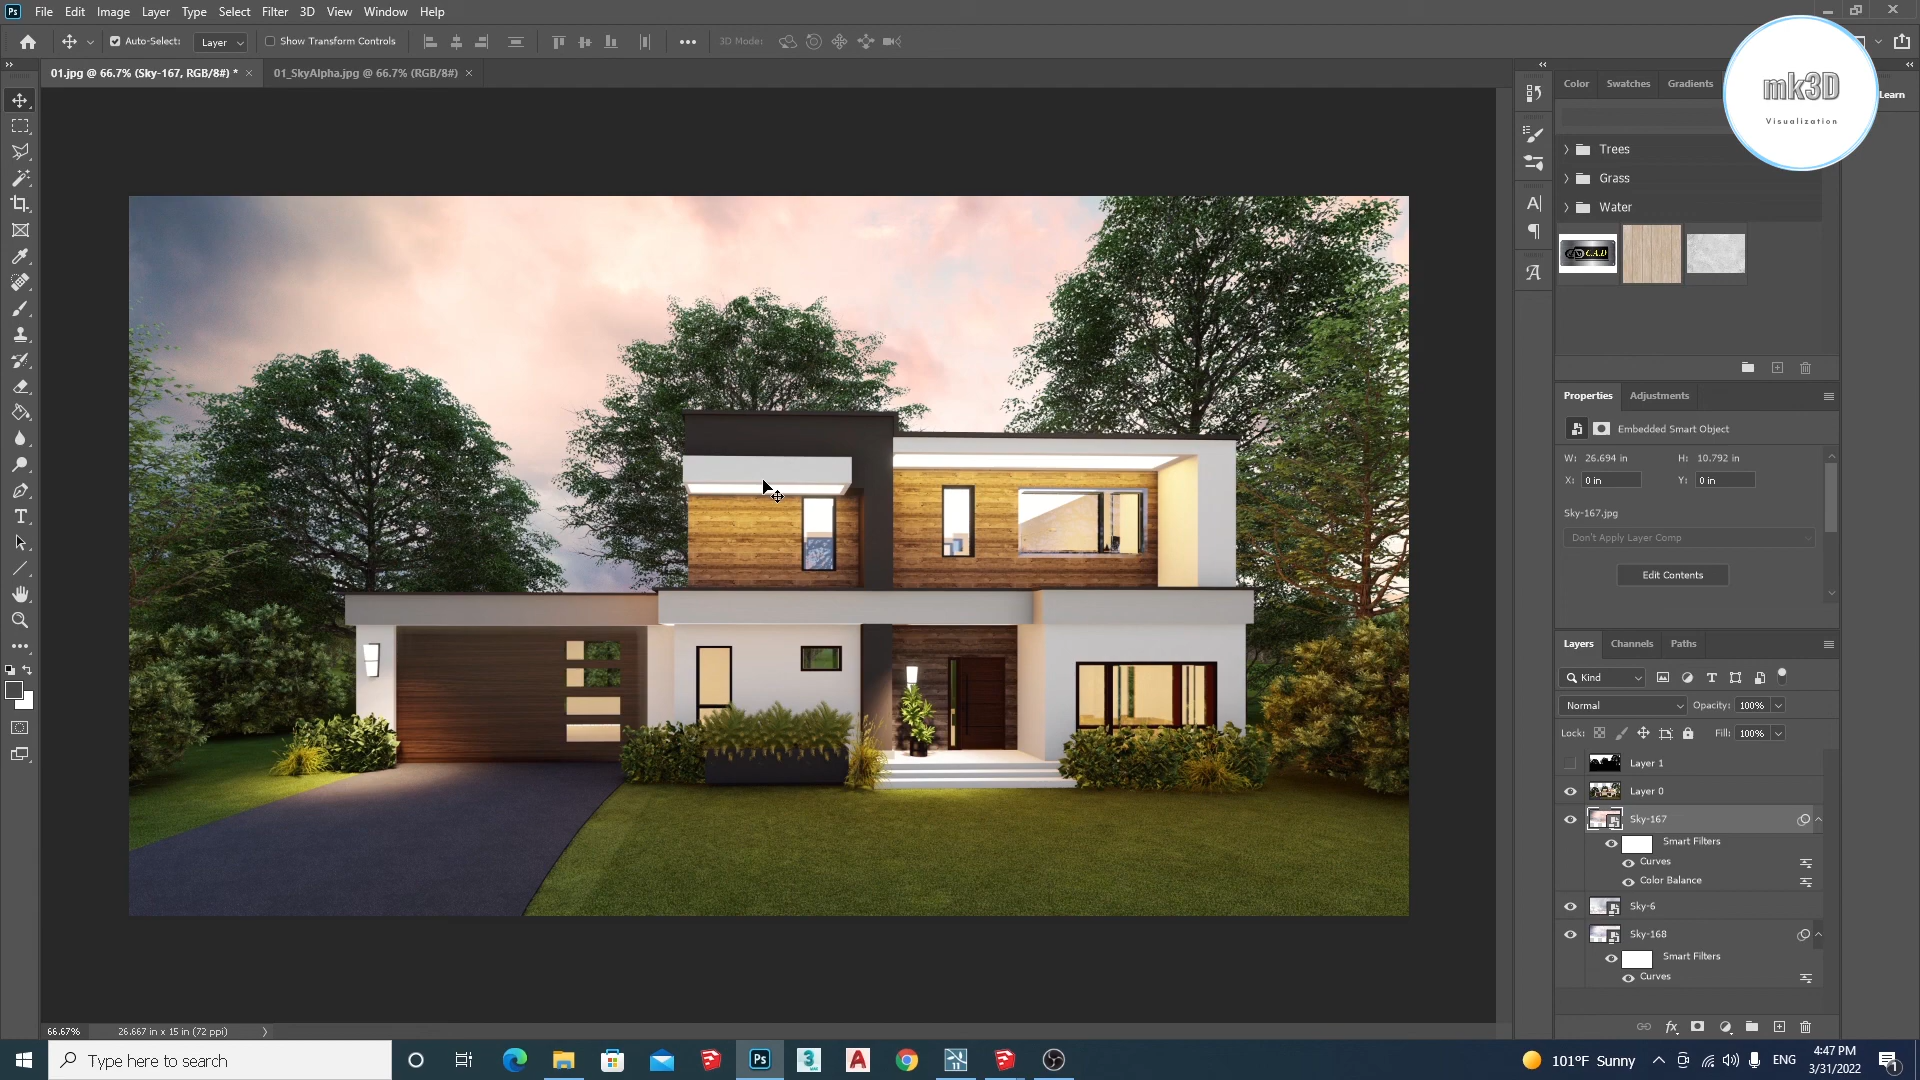 Ps File Edit Image Layer Type Select Filter 3D View Window Help
Auto-Select: Layer Show Transform Controls 3D Mode:
01.jpg @ 66.7% (Sky-167, RGB/8#) * × 01_SkyAlpha.jpg @ 66.7% (RGB/8#) ×
mk3D
Visualization
Color Swatches Gradients
Learn
Trees
Grass
Water
C.A.D
Properties Adjustments
Embedded Smart Object
W: 26.694 in H: 10.792 in
X: 0 in Y: 0 in
Sky-167.jpg
Don't Apply Layer Comp
Edit Contents
Layers Channels Paths
Kind
Normal Opacity: 100%
Lock: Fill: 100%
Layer 1
Layer 0
Sky-167
Smart Filters
Curves
Color Balance
Sky-6
Sky-168
Smart Filters
Curves
66.67% 26.667 in x 15 in (72 ppi)
Type here to search
101°F Sunny
ENG
4:47 PM
3/31/2022